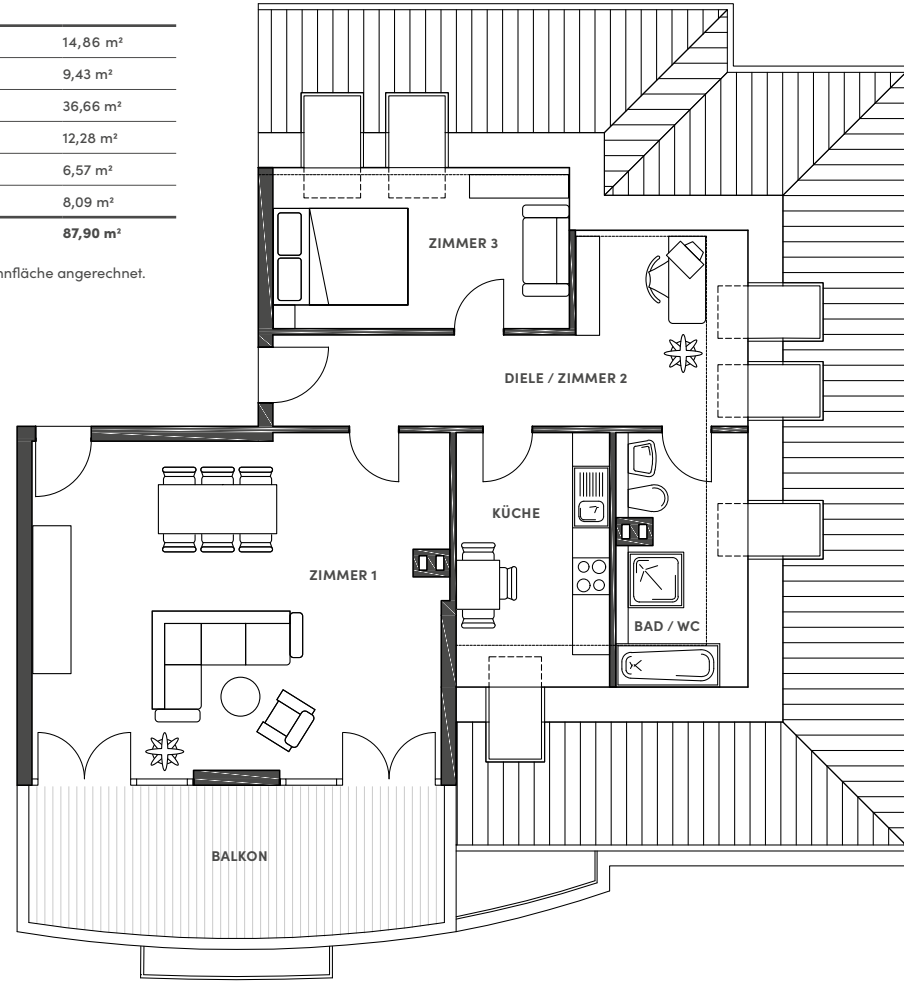 14,86 m²
9,43 m²
36,66 m²
12,28 m²
6,57 m²
8,09 m²
87,90 m²
angerechnet.
ZIMMER 3
DIELE / ZIMMER 2
KÜCHE
ZIMMER 1
BAD / WC
BALKON